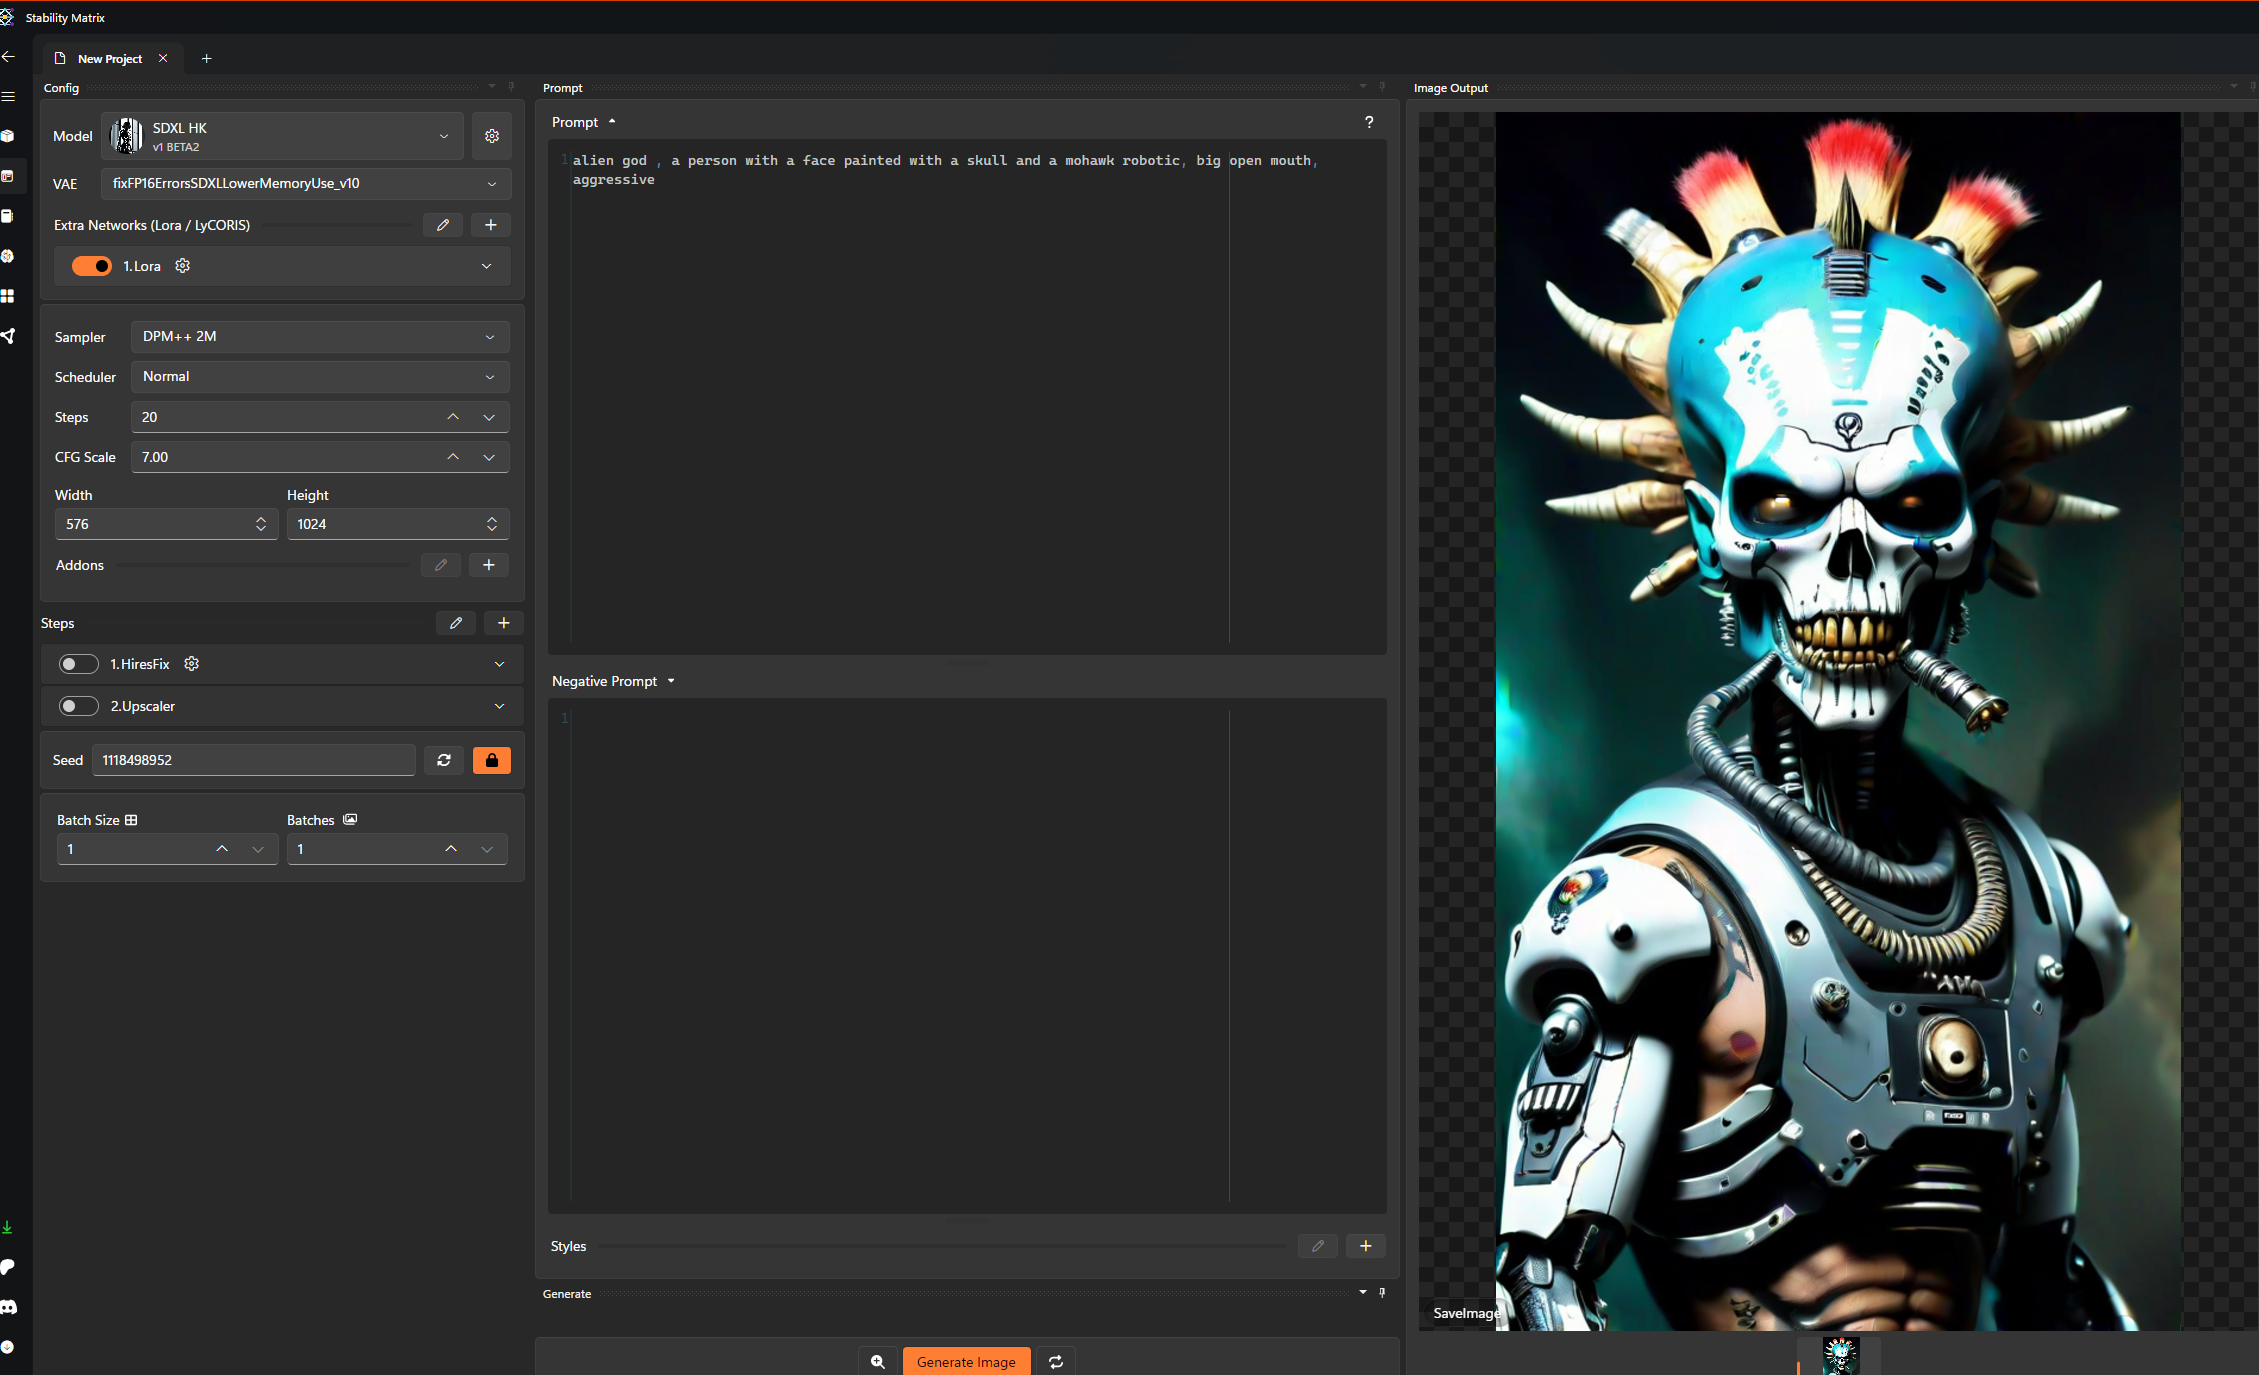 Stability Matrix
New Project
Config
Model
SDXL HK
v1 BETA2
VAE
fixFP16ErrorsSDXLLowerMemoryUse_v10
Extra Networks (Lora / LyCORIS)
1.Lora
Sampler
DPM++ 2M
Scheduler
Normal
Steps
20
CFG Scale
7.00
Width
Height
576
1024
Addons
Steps
1.HiresFix
2.Upscaler
Seed
1118498952
Batch Size
Batches
1
1
Prompt
Prompt
?
1
alien god , a person with a face painted with a skull and a mohawk robotic, big open mouth,
aggressive
Negative Prompt
1
Styles
Generate
Generate Image
Image Output
SaveImage